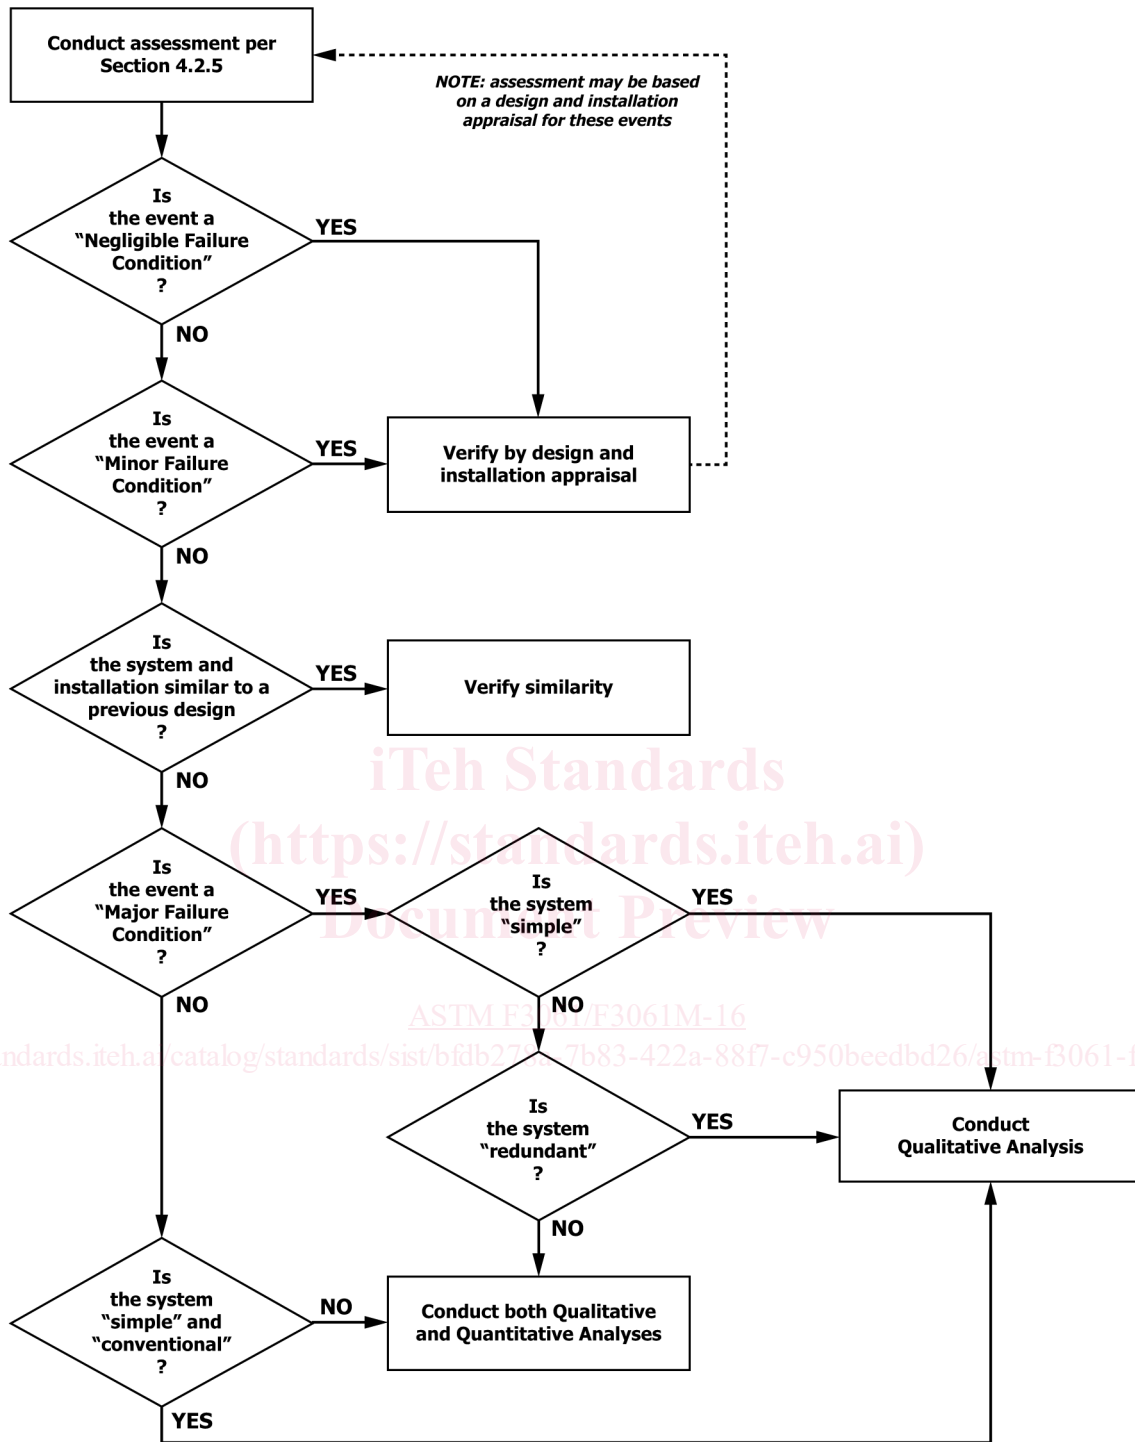 Conduct assessment per
Section 4.2.5
NOTE: assessment may be based
on a design and installation
appraisal for these events
Is
the event a
“Negligible Failure
Condition”
?
YES
NO
Is
the event a
“Minor Failure
Condition”
?
YES
Verify by design and
installation appraisal
NO
Is
the system and
installation similar to a
previous design
?
YES
Verify similarity
NO
iTeh Standards
(https://standards.iteh.ai)
Document Preview
Is
the event a
“Major Failure
Condition”
?
YES
Is
the system
“simple”
?
YES
NO
NO
ASTM F3061/F3061M-16
Is
the system
“redundant”
?
YES
Conduct
Qualitative Analysis
NO
Is
the system
“simple” and
“conventional”
?
NO
Conduct both Qualitative
and Quantitative Analyses
YES